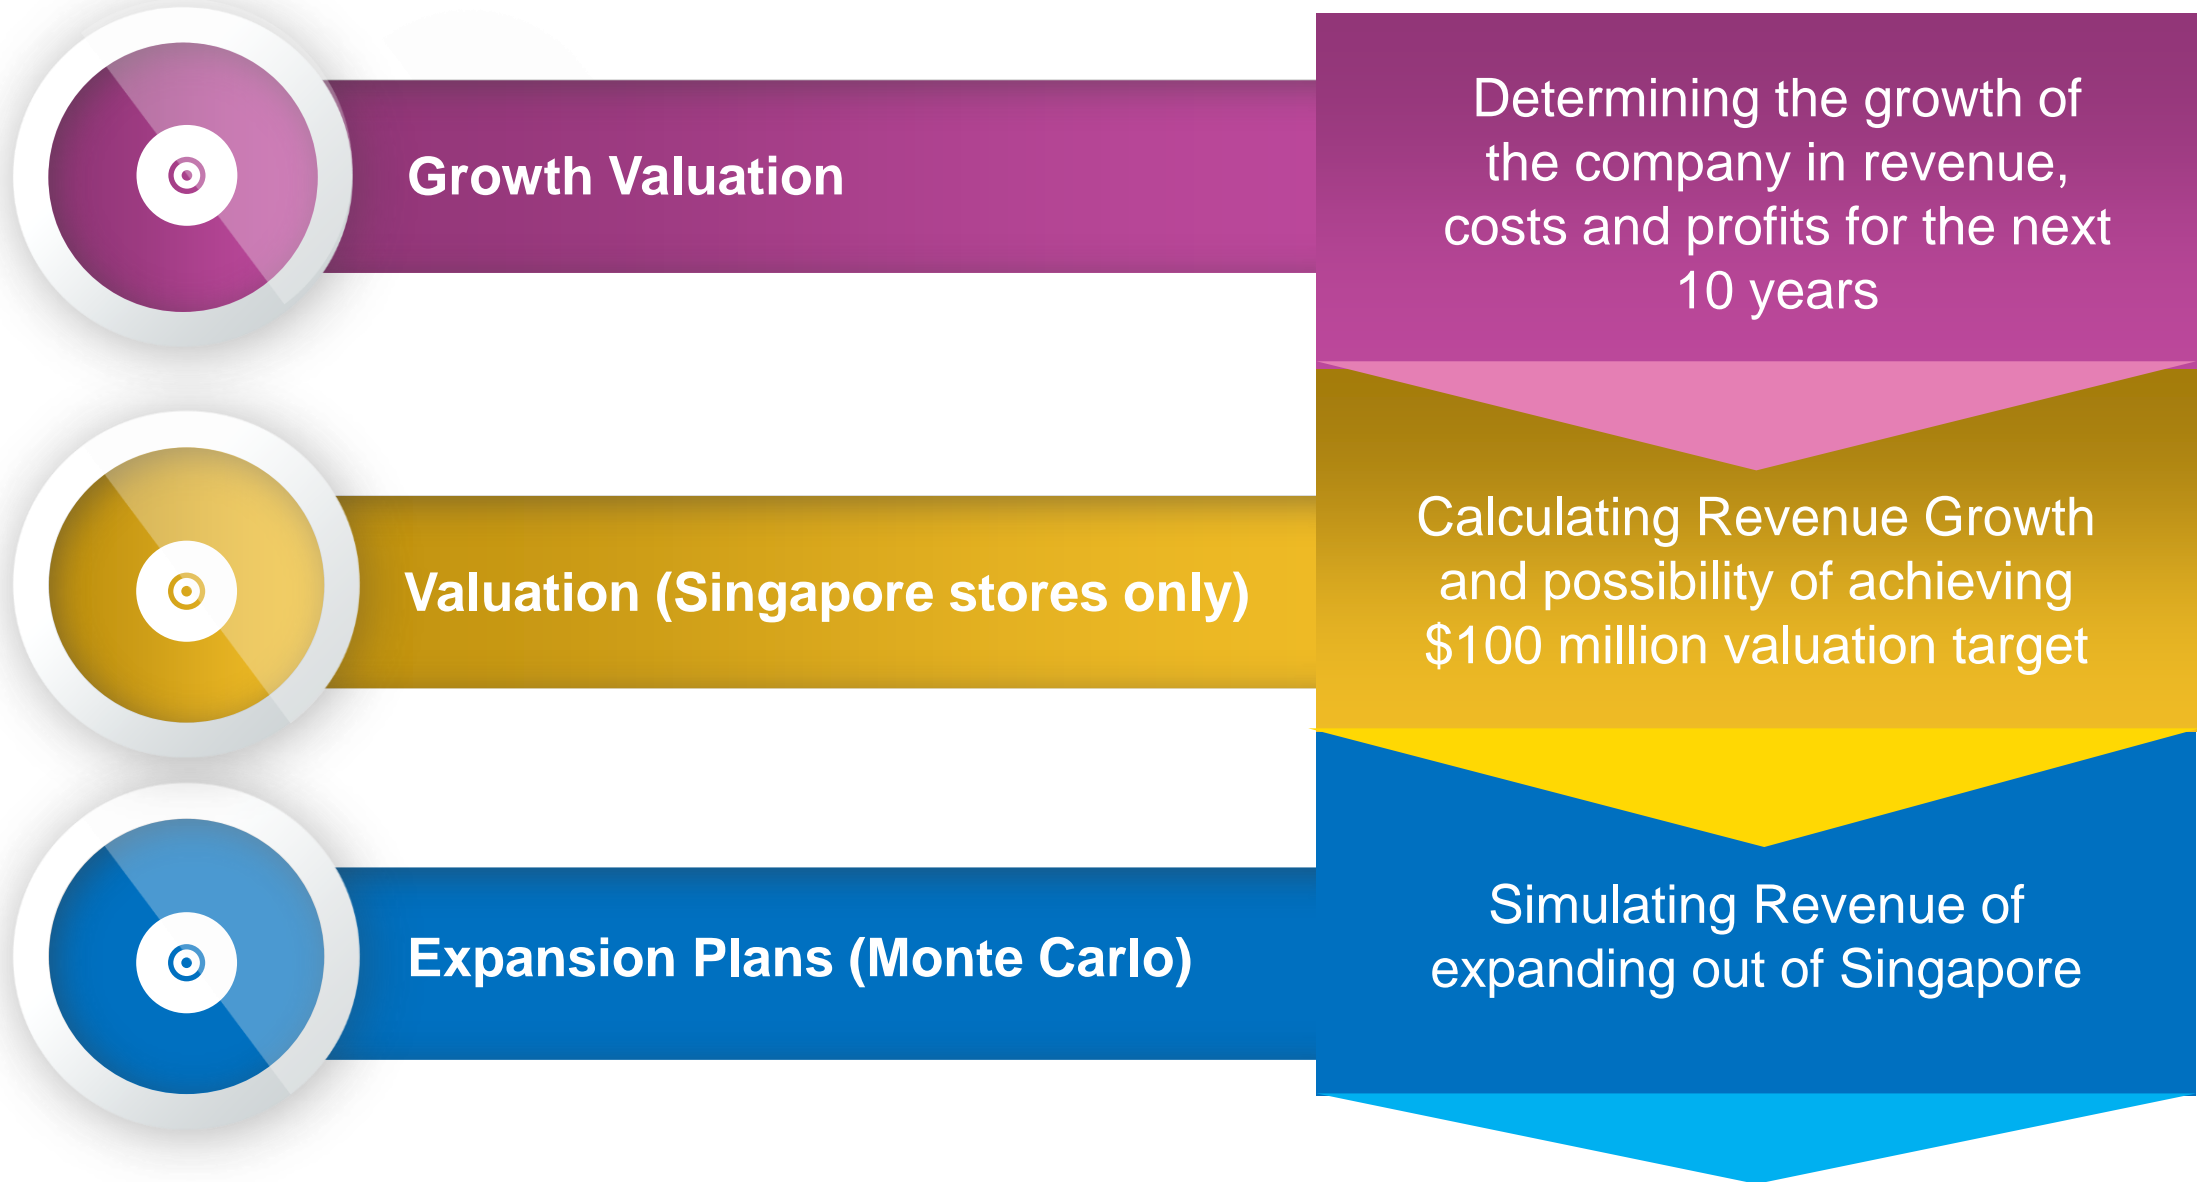 Growth Valuation
Determining the growth of
the company in revenue,
costs and profits for the next
10 years
Valuation (Singapore stores only)
Calculating Revenue Growth
and possibility of achieving
$100 million valuation target
Expansion Plans (Monte Carlo)
Simulating Revenue of
expanding out of Singapore